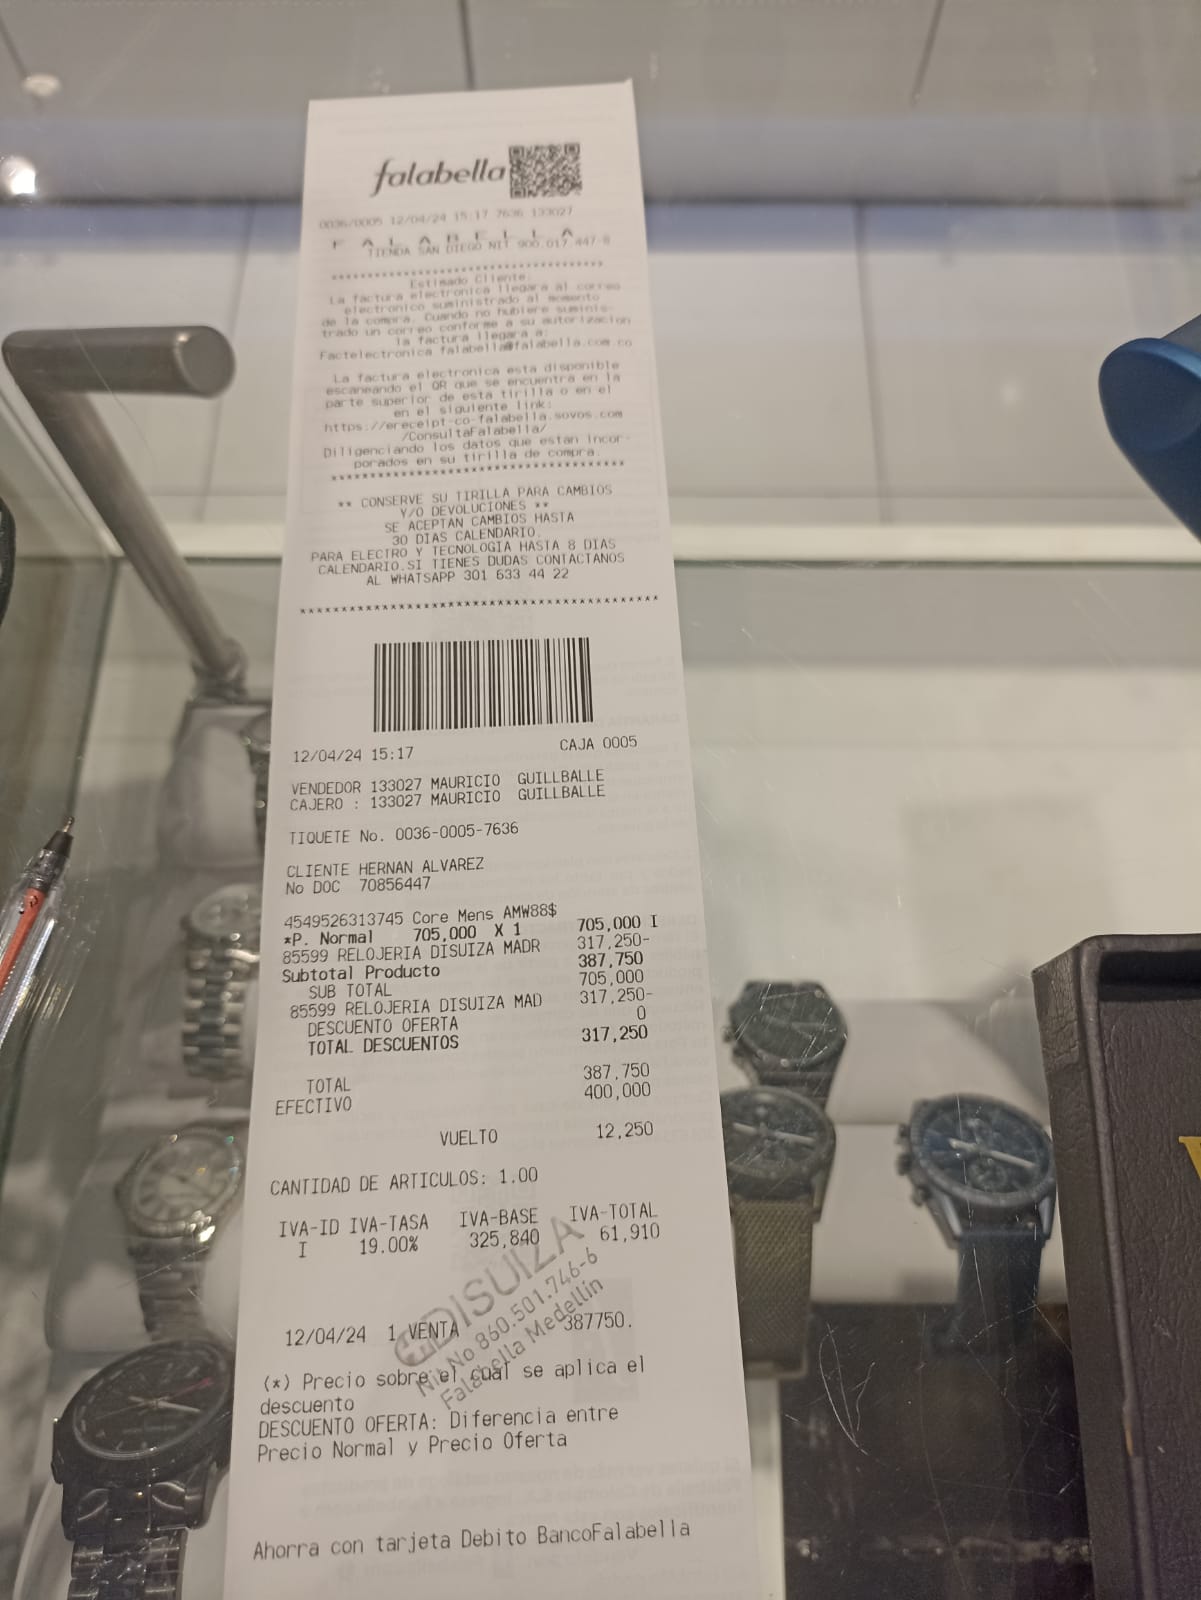 falabella
0036/0005 12/04/24 15:17 7636 133027
F A L A B E L L A
TIENDA SAN DIEGO NIT 900.017.447-8
****************************************
Estimado Cliente:
La factura electronica llegara al correo
electronico suministrado al momento
de la compra. Cuando no hubiere suminis-
trado un correo conforme a su autorizacion
la factura llegara a:
Factelectronica falabella@falabella.com.co
La factura electronica esta disponible
escaneando el QR que se encuentra en la
parte superior de esta tirilla o en el
en el siguiente link:
https://ereceipt-co-falabella.sovos.com
/ConsultaFalabella/
Diligenciando los datos que estan incor-
porados en su tirilla de compra.
****************************************
** CONSERVE SU TIRILLA PARA CAMBIOS
Y/O DEVOLUCIONES **
SE ACEPTAN CAMBIOS HASTA
30 DIAS CALENDARIO.
PARA ELECTRO Y TECNOLOGIA HASTA 8 DIAS
CALENDARIO.SI TIENES DUDAS CONTACTANOS
AL WHATSAPP 301 633 44 22
****************************************
12/04/24 15:17 CAJA 0005
VENDEDOR 133027 MAURICIO GUILLBALLE
CAJERO : 133027 MAURICIO GUILLBALLE
TIQUETE No. 0036-0005-7636
CLIENTE HERNAN ALVAREZ
No DOC 70856447
4549526313745 Core Mens AMW88$
*P. Normal 705,000 X 1 705,000 I
85599 RELOJERIA DISUIZA MADR 317,250-
Subtotal Producto 387,750
SUB TOTAL 705,000
85599 RELOJERIA DISUIZA MAD 317,250-
DESCUENTO OFERTA 0
TOTAL DESCUENTOS 317,250
TOTAL 387,750
EFECTIVO 400,000
VUELTO 12,250
CANTIDAD DE ARTICULOS: 1.00
IVA-ID IVA-TASA IVA-BASE IVA-TOTAL
I 19.00% 325,840 61,910
DISUIZA
Nit No 860.501.746-6
Falabella Medellín
12/04/24 1 VENTA 387750.
(*) Precio sobre el cual se aplica el
descuento
DESCUENTO OFERTA: Diferencia entre
Precio Normal y Precio Oferta
Ahorra con tarjeta Debito BancoFalabella